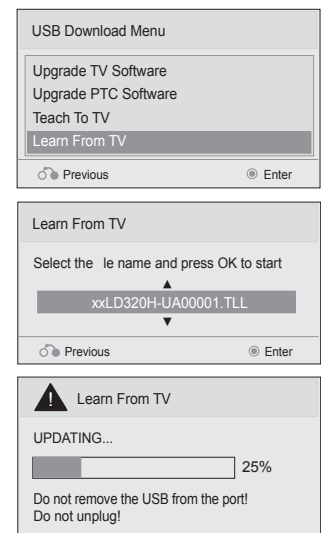 USB Download Menu
Upgrade TV Software
Upgrade PTC Software
Teach To TV
Learn From TV
Previous Enter
Learn From TV
Select the le name and press OK to start
xxLD320H-UA00001.TLL
Previous Enter
! Learn From TV
UPDATING...
25%
Do not remove the USB from the port!
Do not unplug!